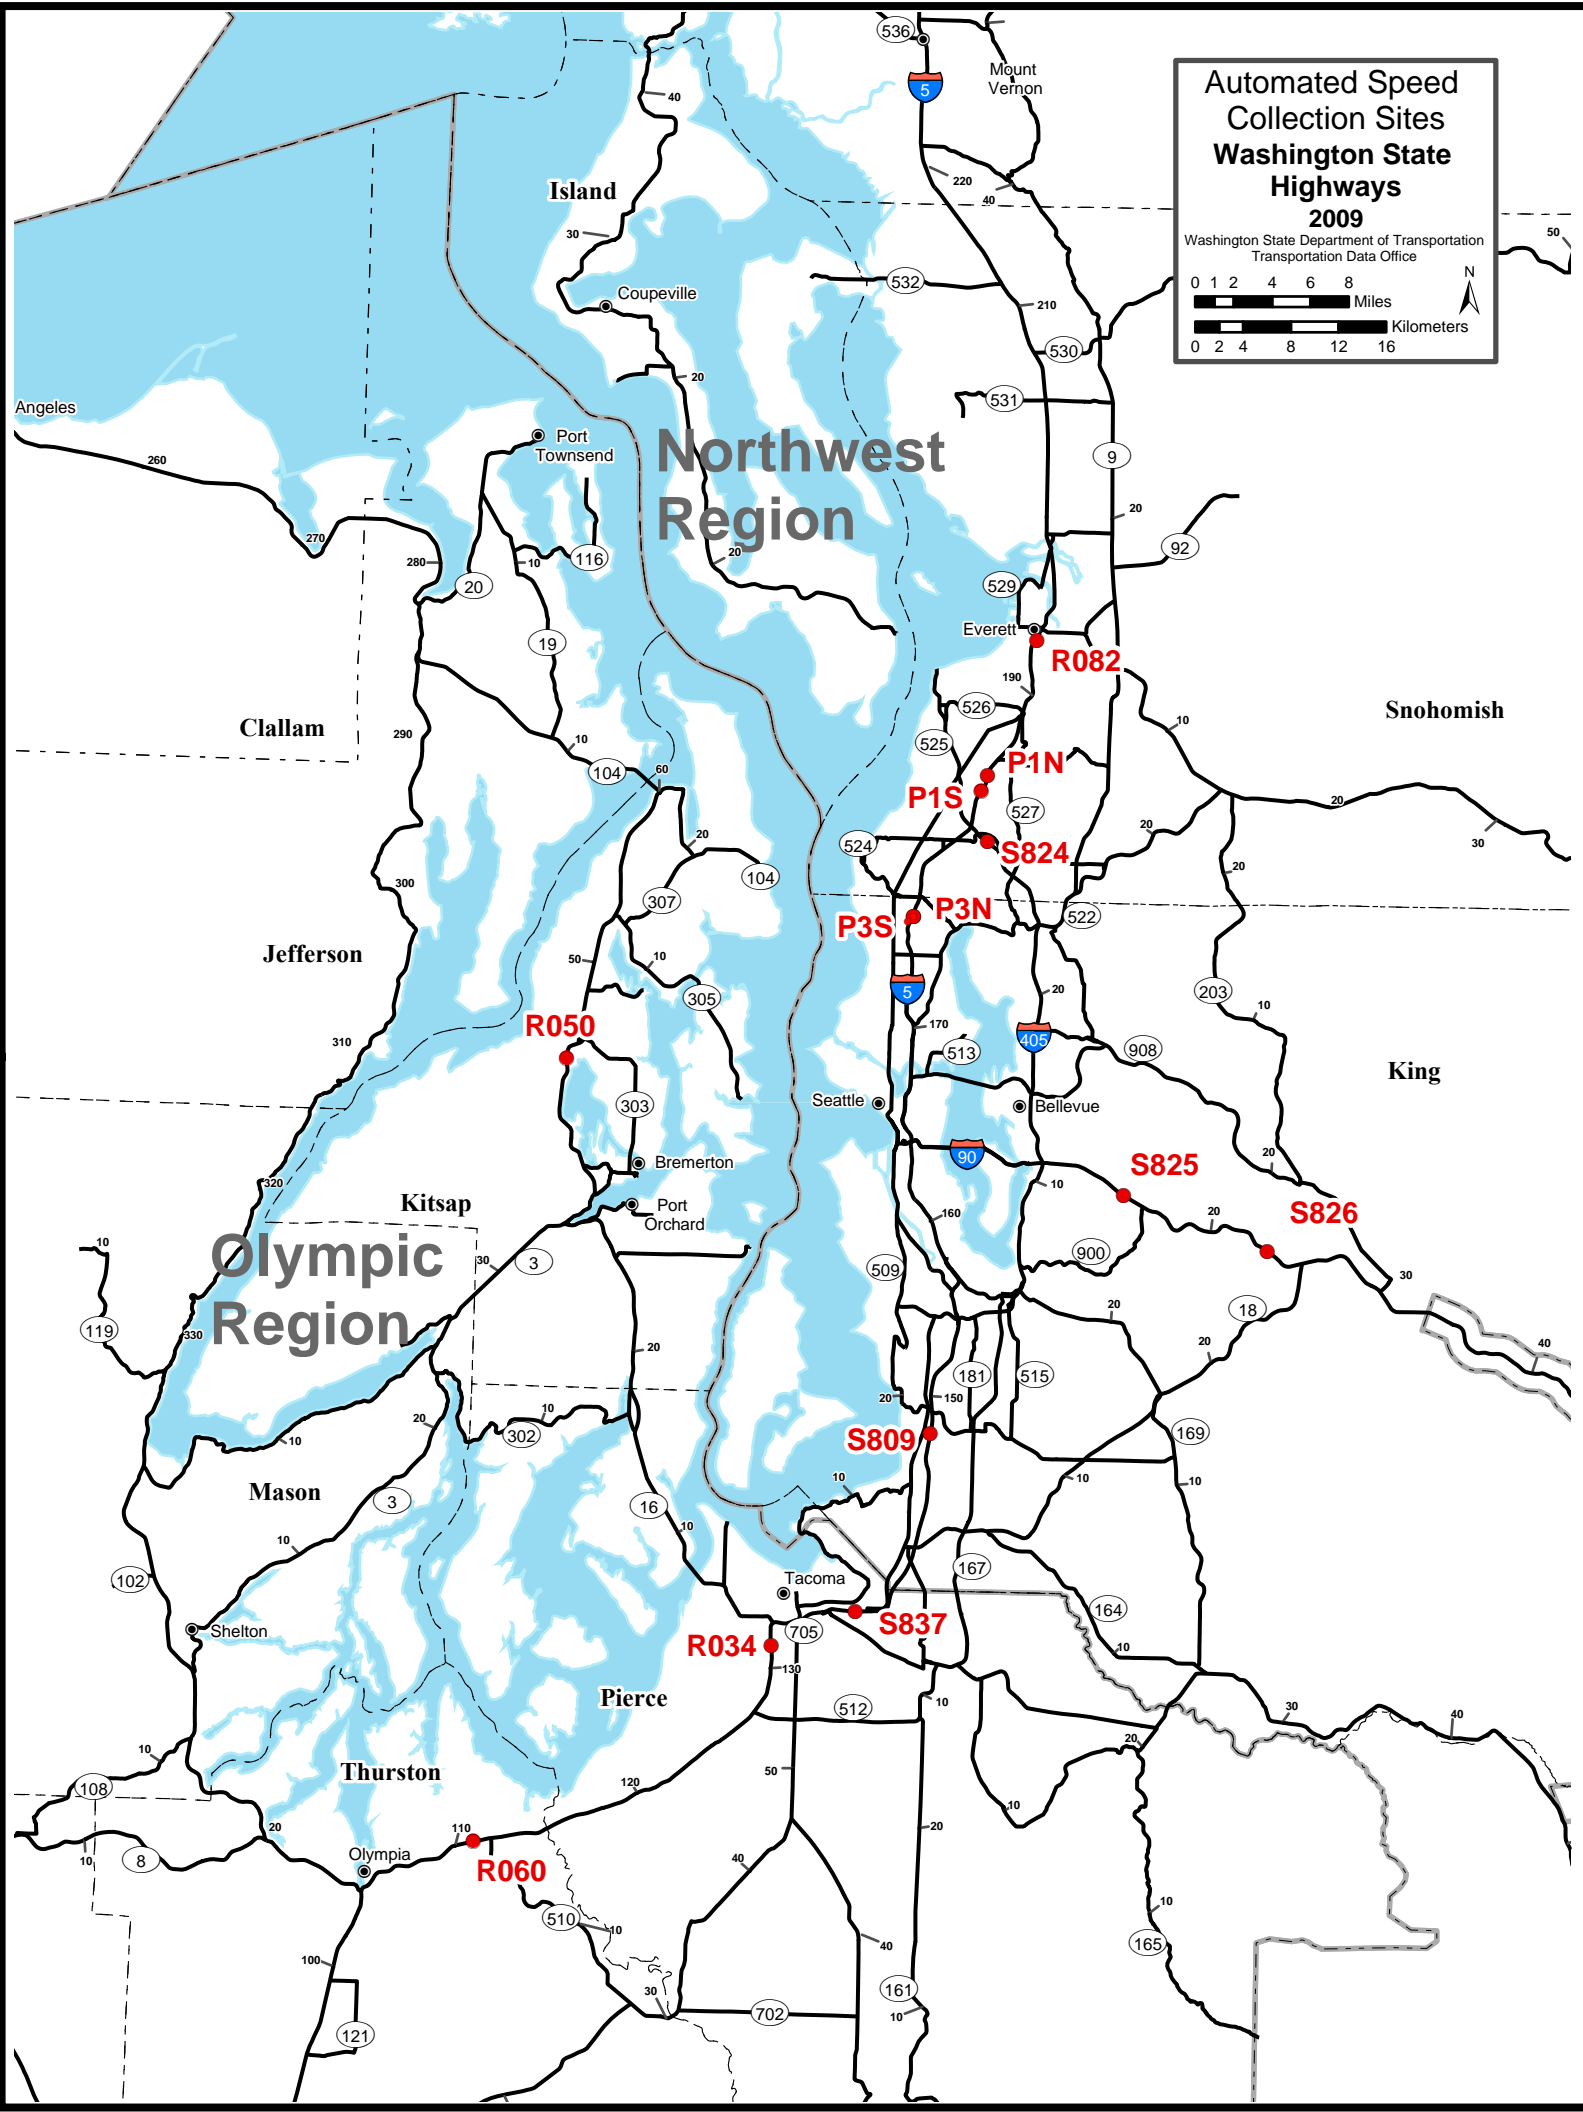 536
Mount
Vernon
5
40
Automated Speed
Collection Sites
Washington State
Highways
2009
Washington State Department of Transportation
Transportation Data Office
0 1 2 4 6 8
Miles
Kilometers
0 2 4 8 12 16
N
220
40
Island
30
50
532
Coupeville
210
530
20
531
Angeles
Port
Townsend
Northwest
Region
9
260
20
270
280
10
116
20
92
20
529
19
Everett
R082
190
526
Snohomish
10
Clallam
290
525
10
104
60
P1N
P1S
527
20
20
20
30
524
S824
104
20
300
307
P3N
P3S
522
Jefferson
50
10
305
5
20
203
10
R050
170
310
513
405
908
King
303
Seattle
Bellevue
90
20
Bremerton
S825
10
320
Kitsap
Port
Orchard
160
20
S826
10
Olympic
Region
30
3
509
900
30
119
330
20
18
20
20
40
181
515
20
150
20
10
302
169
10
S809
10
10
10
Mason
3
16
10
10
102
Tacoma
167
164
Shelton
705
S837
R034
10
130
Pierce
10
512
30
40
20
10
Thurston
50
120
108
10
20
110
20
10
8
Olympia
R060
40
10
510
10
100
40
165
30
161
702
10
121